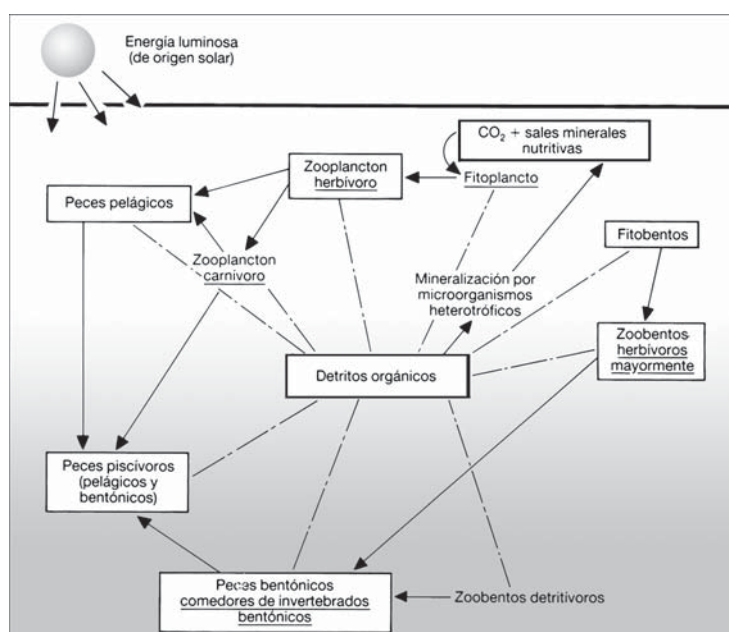 Energía luminosa
(de origen solar)
CO₂ + sales minerales
nutritivas
Zooplancton
herbívoro
Fitoplancto
Peces pelágicos
Fitobentos
Zooplancton
carnívoro
Mineralización por
microorganismos
heterotróficos
Zoobentos
herbívoros
mayormente
Detritos orgánicos
Peces piscívoros
(pelágicos y
bentónicos)
Peces bentónicos
comedores de invertebrados
bentónicos
Zoobentos detritívoros